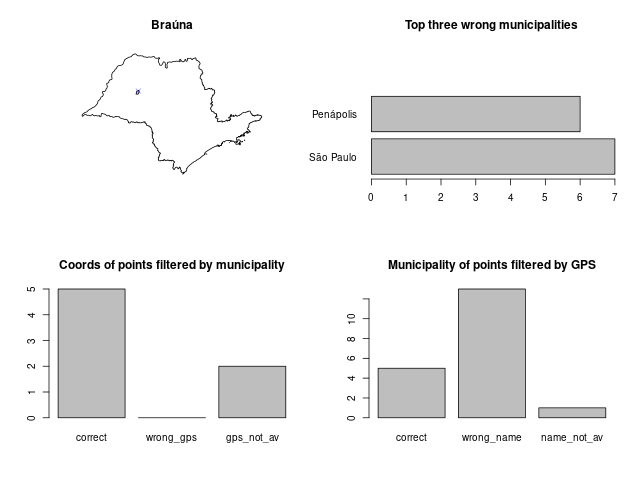 Braúna
Top three wrong municipalities
Penápolis
São Paulo
0 1 2 3 4 5 6 7
Coords of points filtered by municipality
0 1 2 3 4 5
correct wrong_gps gps_not_av
Municipality of points filtered by GPS
0 2 4 6 8 10
correct wrong_name name_not_av